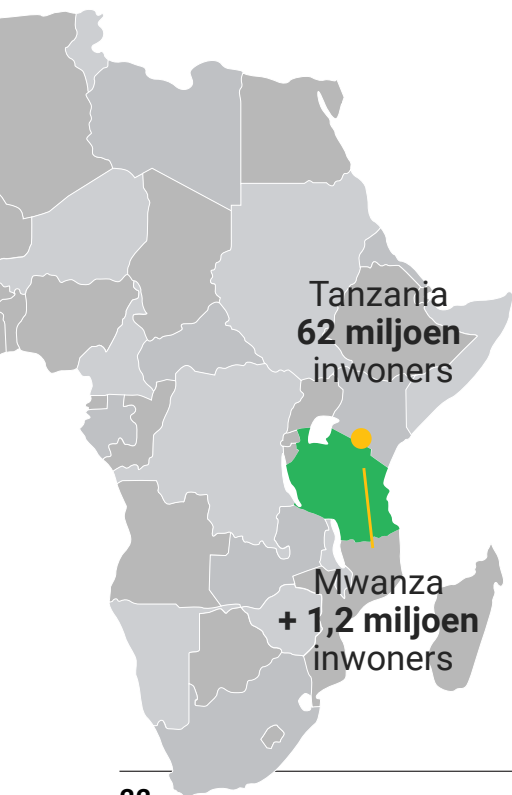 Tanzania
62 miljoen
inwoners
Mwanza
+ 1,2 miljoen
inwoners